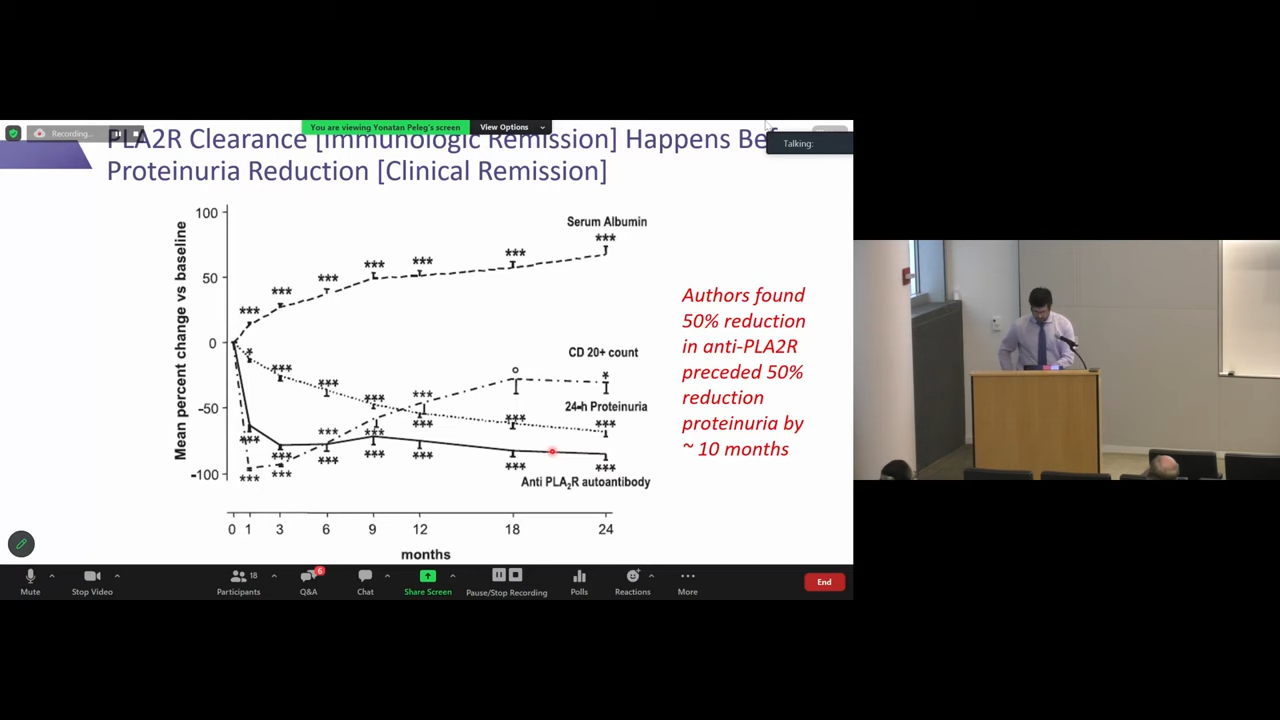 Recording...
You are viewing Yonatan Peleg's screen
View Options
Talking:
PLA2R Clearance [Immunologic Remission] Happens Bef
Proteinuria Reduction [Clinical Remission]
Mean percent change vs baseline
100
50
0
-50
-100
Serum Albumin
***
***
***
***
***
***
***
CD 20+ count
24-h Proteinuria
Anti PLA₂R autoantibody
0 1 3 6 9 12 18 24
months
Authors found
50% reduction
in anti-PLA2R
preceded 50%
reduction
proteinuria by
~ 10 months
Mute
Stop Video
Participants
18
Q&A
6
Chat
Share Screen
Pause/Stop Recording
Polls
Reactions
More
End